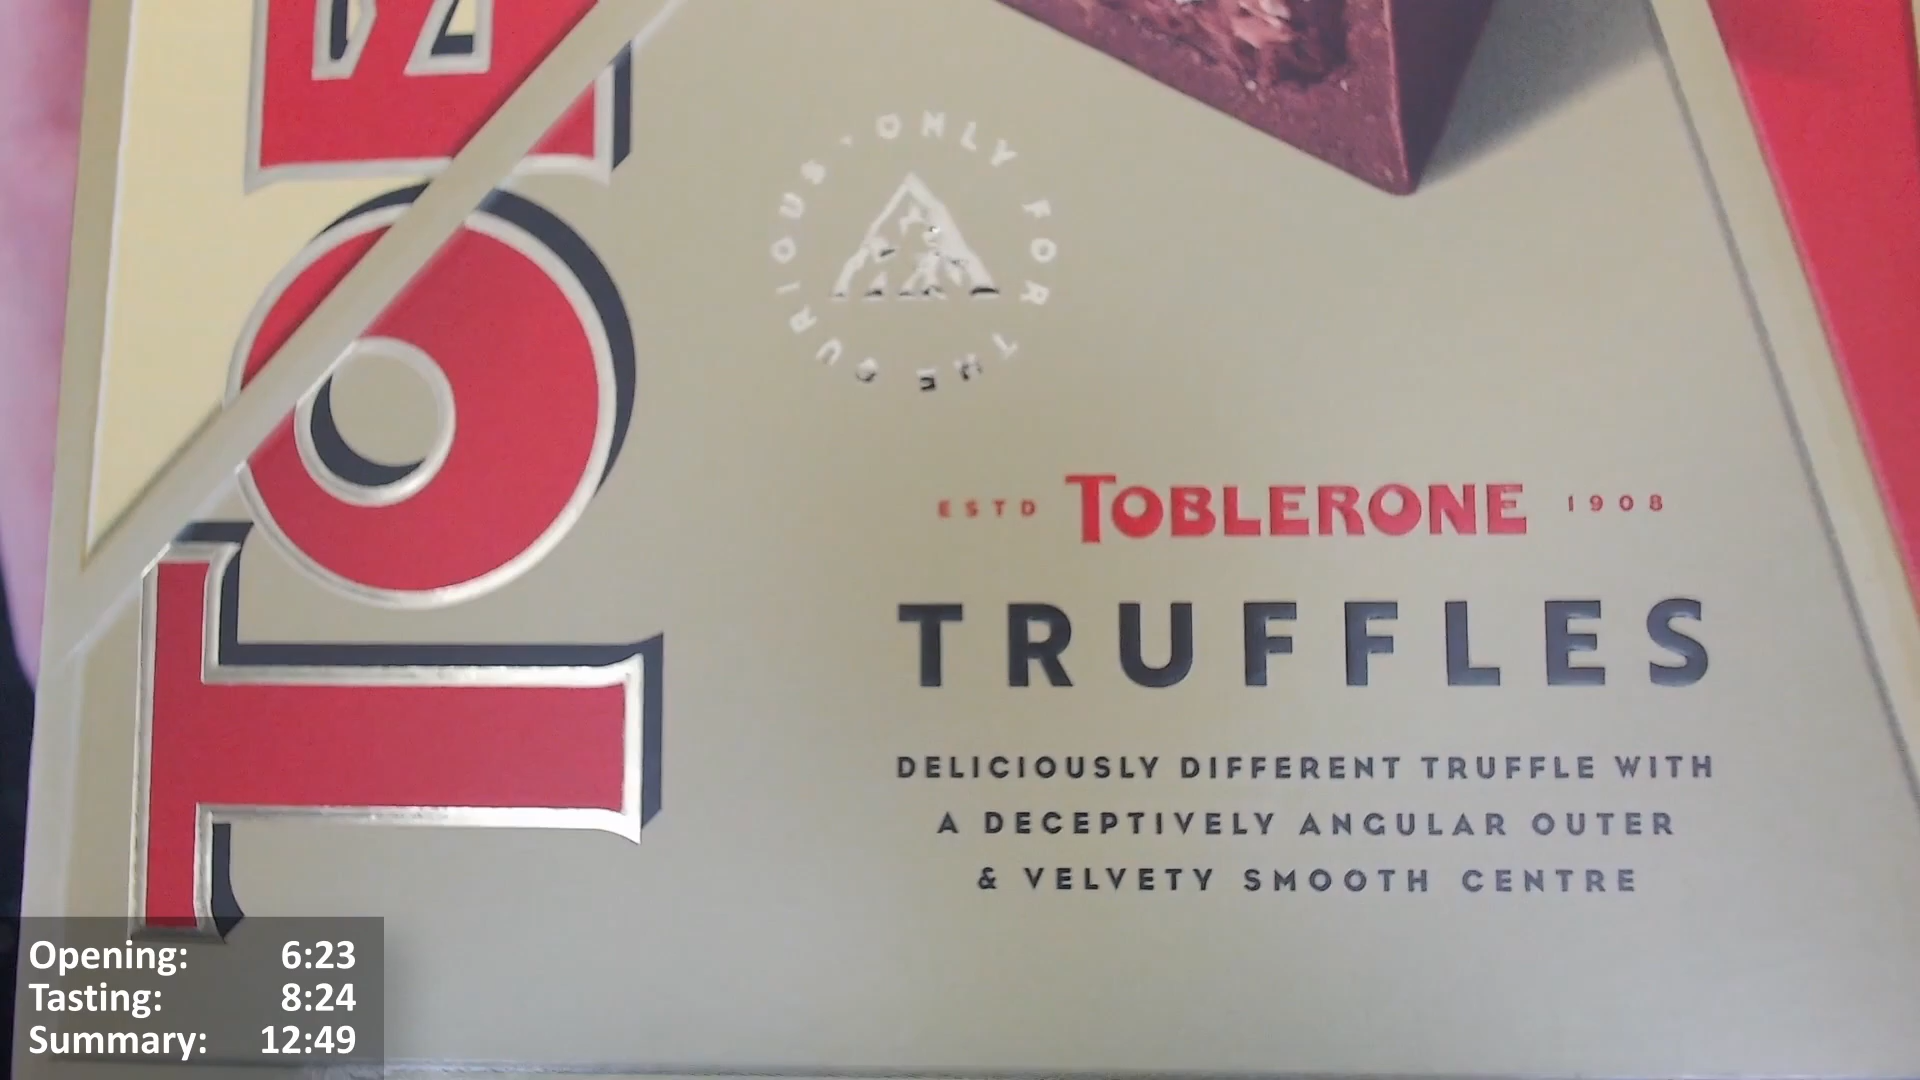 TOB
ONLY FOR THE CURIOUS
ESTD TOBLERONE 1908
TRUFFLES
DELICIOUSLY DIFFERENT TRUFFLE WITH
A DECEPTIVELY ANGULAR OUTER
& VELVETY SMOOTH CENTRE
Opening: 6:23
Tasting: 8:24
Summary: 12:49